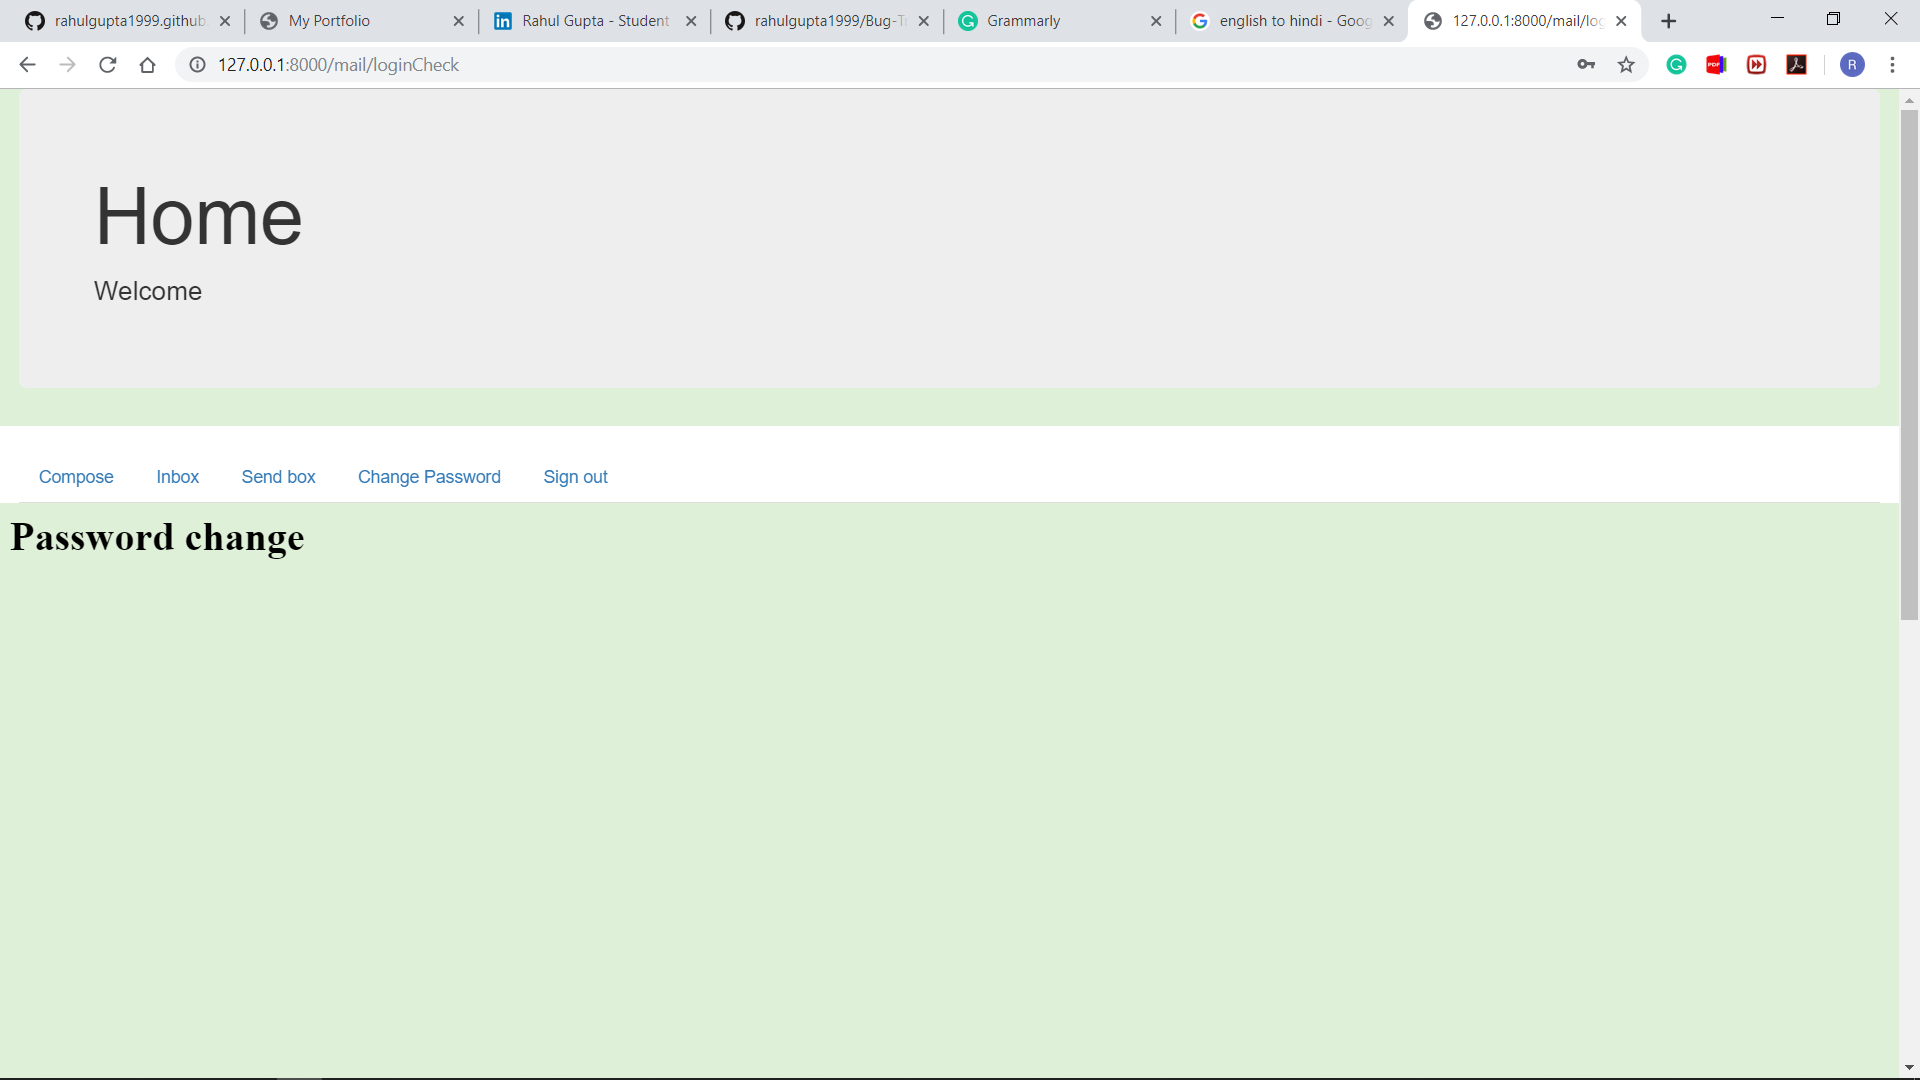 rahulgupta1999.github
My Portfolio
Rahul Gupta - Student
rahulgupta1999/Bug-T
Grammarly
english to hindi - Goog
127.0.0.1:8000/mail/log
127.0.0.1:8000/mail/loginCheck
PDF
R
Home
Welcome
Compose
Inbox
Send box
Change Password
Sign out
Password change